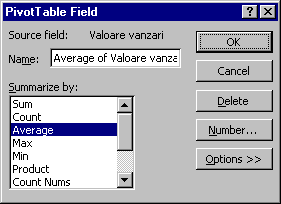 PivotTable Field
? ×
Source field: Valoare vanzari
OK
Name: Average of Valoare vanza
Cancel
Summarize by:
Sum
Count
Average
Max
Min
Product
Count Nums
Delete
Number...
Options >>